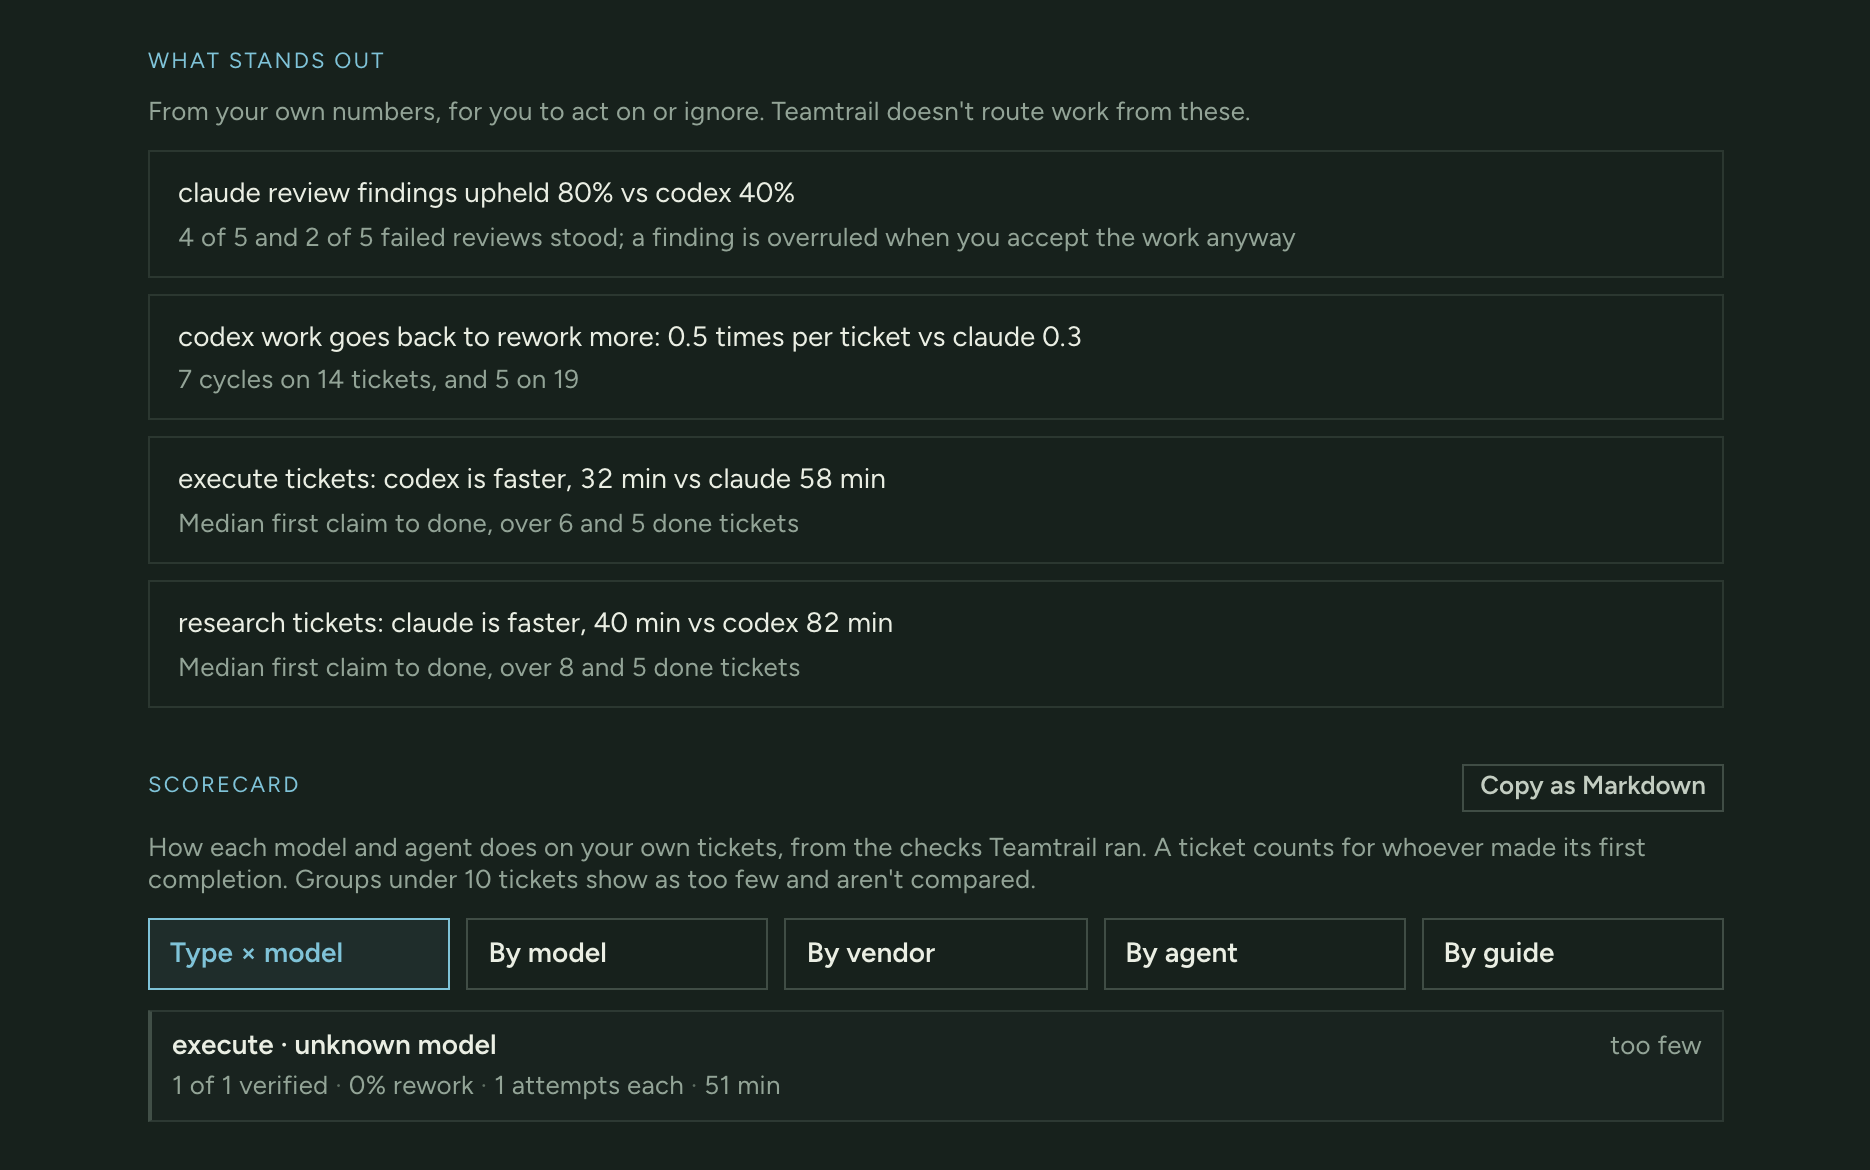 WHAT STANDS OUT
From your own numbers, for you to act on or ignore. Teamtrail doesn't route work from these.
claude review findings upheld 80% vs codex 40%
4 of 5 and 2 of 5 failed reviews stood; a finding is overruled when you accept the work anyway
codex work goes back to rework more: 0.5 times per ticket vs claude 0.3
7 cycles on 14 tickets, and 5 on 19
execute tickets: codex is faster, 32 min vs claude 58 min
Median first claim to done, over 6 and 5 done tickets
research tickets: claude is faster, 40 min vs codex 82 min
Median first claim to done, over 8 and 5 done tickets
SCORECARD
Copy as Markdown
How each model and agent does on your own tickets, from the checks Teamtrail ran. A ticket counts for whoever made its first
completion. Groups under 10 tickets show as too few and aren't compared.
Type × model
By model
By vendor
By agent
By guide
execute · unknown model
too few
1 of 1 verified · 0% rework · 1 attempts each · 51 min